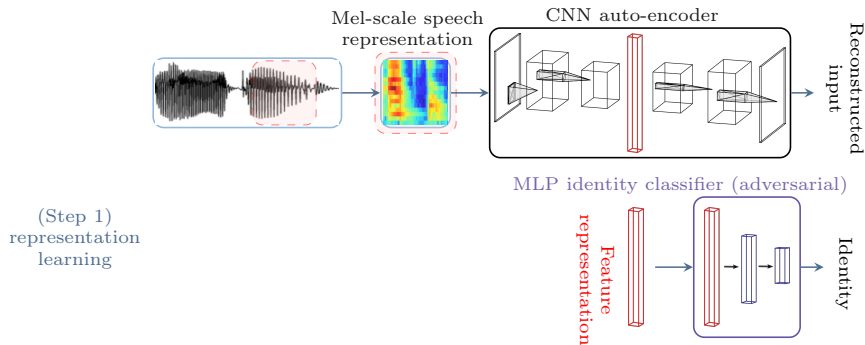 Mel-scale speech
representation
CNN auto-encoder
Reconstructed
input
MLP identity classifier (adversarial)
(Step 1)
representation
learning
Feature
representation
Identity